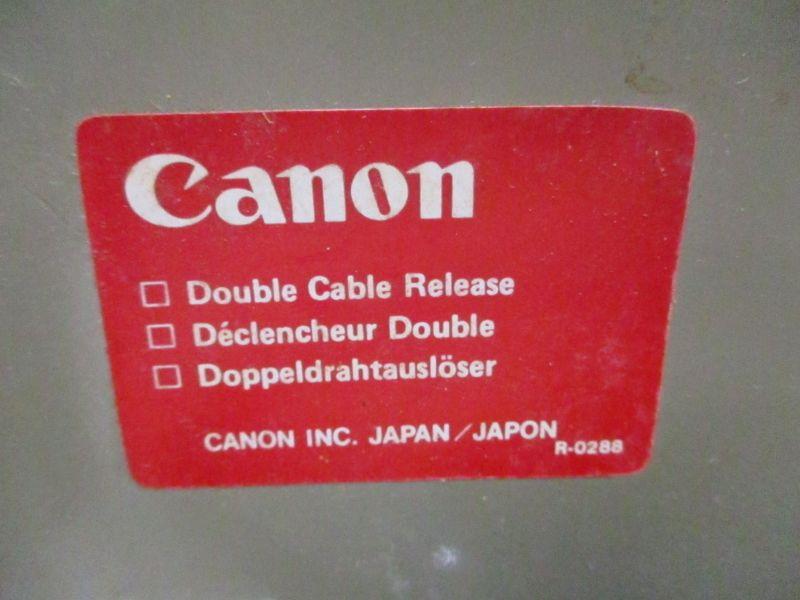 Canon
□ Double Cable Release
□ Déclencheur Double
□ Doppeldrahtauslöser
CANON INC. JAPAN/JAPON
R-0288